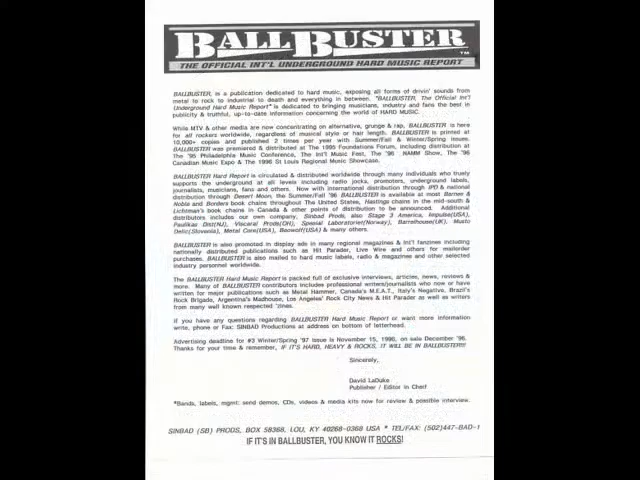 BALLBUSTER ™
THE OFFICIAL INT'L UNDERGROUND HARD MUSIC REPORT
BALLBUSTER, is a publication dedicated to hard music, exposing all forms of drivin' sounds from
metal to rock to industrial to death and everything in between. "BALLBUSTER, The Official Int'l
Underground Hard Music Report" is dedicated to bringing musicians, industry and fans the best in
publicity & truthful, up-to-date information concerning the world of HARD MUSIC.
While MTV & other media are now concentrating on alternative, grunge & rap, BALLBUSTER is here
for all rockers worldwide, regardless of musical style or hair length. BALLBUSTER is printed at
10,000+ copies and published 2 times per year with Summer/Fall & Winter/Spring issues.
BALLBUSTER was premiered & distributed at The 1995 Foundations Forum, including distribution at
The '95 Philadelphia Music Conference, The Int'l Music Fest, The '96 NAMM Show, The '96
Canadian Music Expo & The 1996 St Louis Regional Music Showcase.
BALLBUSTER Hard Report is circulated & distributed worldwide through many individuals who truly
supports the underground at all levels including radio jocks, promoters, underground labels,
journalists, musicians, fans and others. Now with international distribution through IPD & national
distribution through Desert Moon, the Summer/Fall '96 BALLBUSTER is available at most Barnes &
Noble and Borders book chains throughout The United States, Hastings chains in the mid-south &
Lichtman's book chains in Canada & other points of distribution to be announced. Additional
distributors includes our own company, Sinbad Prods, also Stage 3 America, Impulse(USA),
Paulikas Dist(NJ), Visceral Prods(OH), Special Laboratories(Norway), Barrelhouse(UK), Musto
Delic(Slovenia), Metal Core(USA), Beowolf(USA) & many others.
BALLBUSTER is also promoted in display ads in many regional magazines & Int'l fanzines including
nationally distributed publications such as Hit Parader, Live Wire and others for mailorder
purchases. BALLBUSTER is also mailed to hard music labels, radio & magazines and other selected
industry personnel worldwide.
The BALLBUSTER Hard Music Report is packed full of exclusive interviews, articles, news, reviews &
more. Many of BALLBUSTER contributors includes professional writers/journalists who now or have
written for major publications such as Metal Hammer, Canada's M.E.A.T., Italy's Negative, Brazil's
Rock Brigade, Argentina's Madhouse, Los Angeles' Rock City News & Hit Parader as well as writers
from many well known respected 'zines.
If you have any questions regarding BALLBUSTER Hard Music Report or want more information
write, phone or Fax: SINBAD Productions at address on bottom of letterhead.
Advertising deadline for #3 Winter/Spring '97 issue is November 15, 1996, on sale December '96.
Thanks for your time & remember, IF IT'S HARD, HEAVY & ROCKS, IT WILL BE IN BALLBUSTER!!!
Sincerely,
David LaDuke
Publisher / Editor in Chief
*Bands, labels, mgmt: send demos, CDs, videos & media kits now for review & possible interview.
SINBAD (SB) PRODS, BOX 58368, LOU, KY 40268-0368 USA * TEL/FAX: (502)447-BAD-1
IF IT'S IN BALLBUSTER, YOU KNOW IT ROCKS!